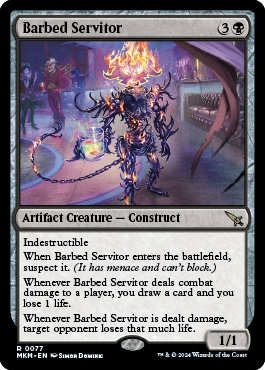 Barbed Servitor 3
Artifact Creature — Construct
Indestructible
When Barbed Servitor enters the battlefield,
suspect it. (It has menace and can't block.)
Whenever Barbed Servitor deals combat
damage to a player, you draw a card and you
lose 1 life.
Whenever Barbed Servitor is dealt damage,
target opponent loses that much life.
1/1
R 0077
MKM • EN Simon Dominic
™ & © 2024 Wizards of the Coast